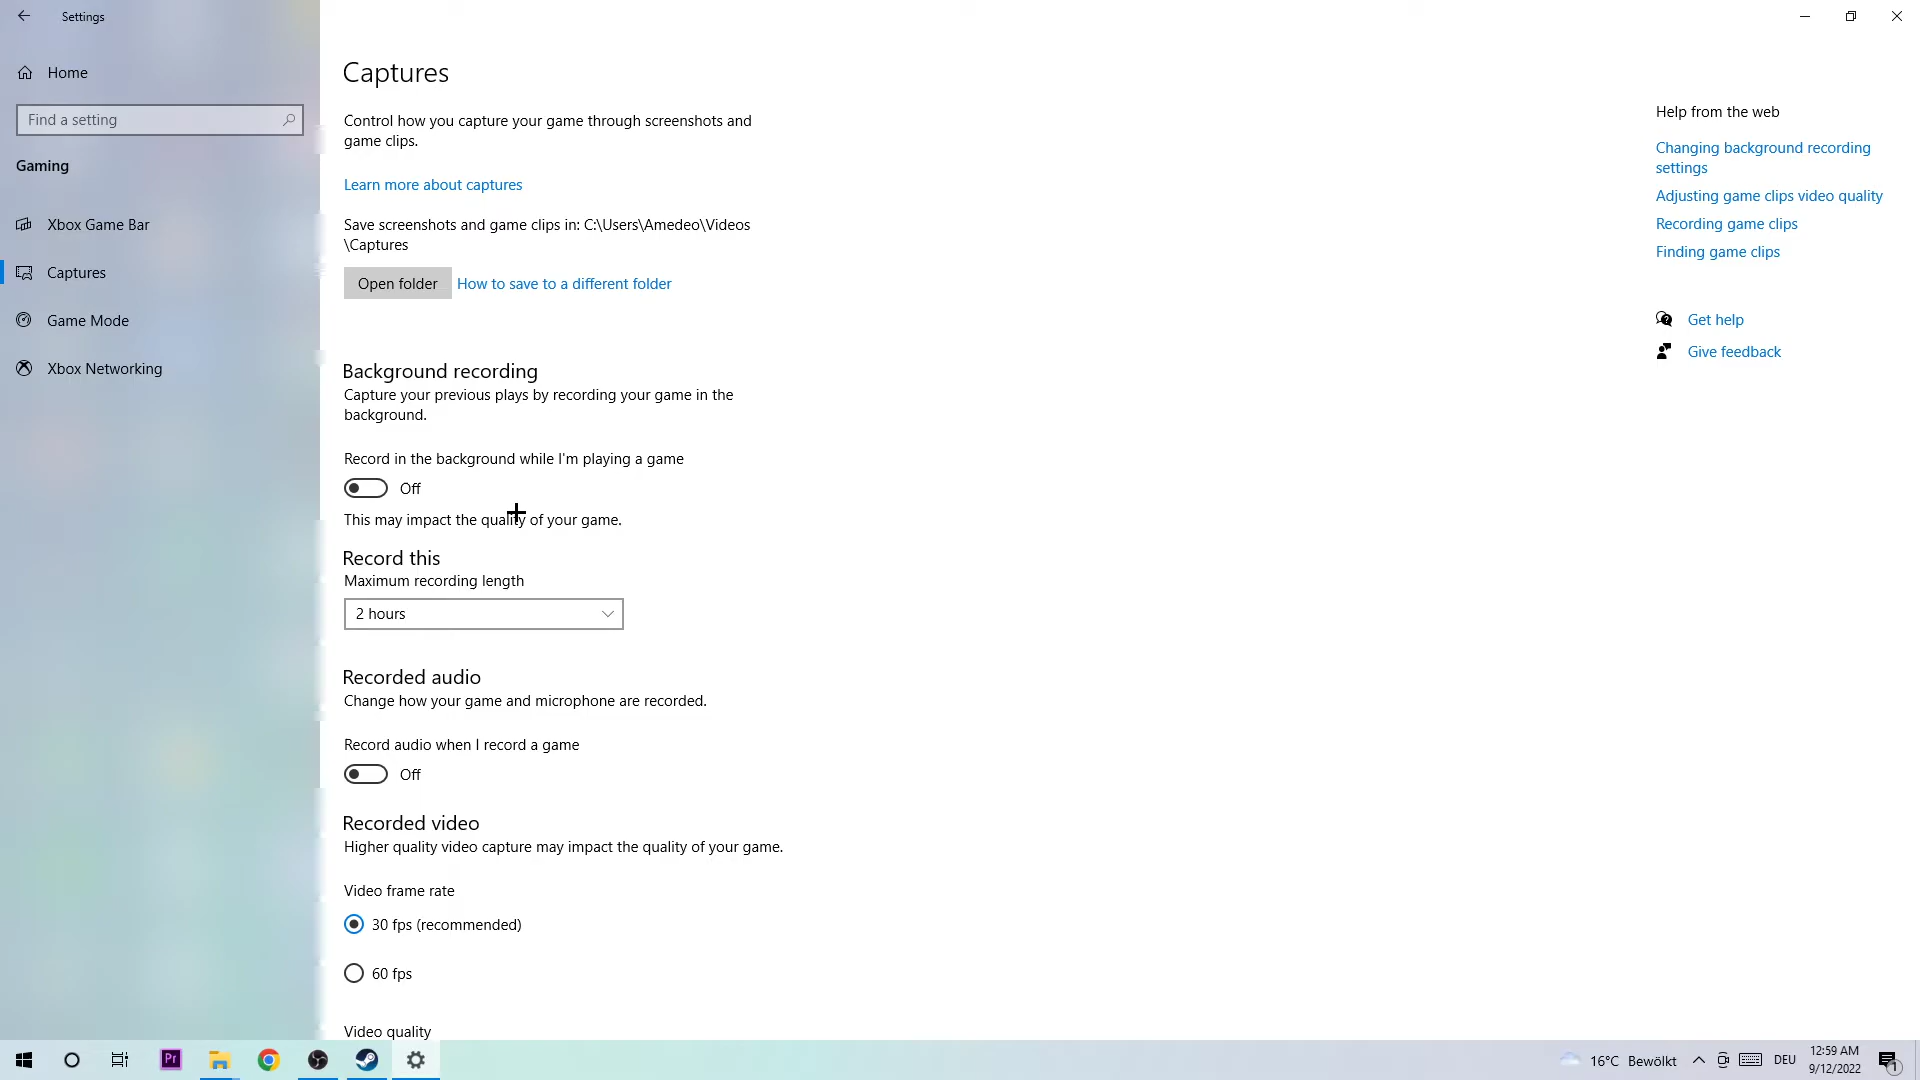 Settings
Home
Find a setting
Gaming
Xbox Game Bar
Captures
Game Mode
Xbox Networking
Captures
Control how you capture your game through screenshots and
game clips.
Learn more about captures
Save screenshots and game clips in: C:\Users\Amedeo\Videos
\Captures
Open folder
How to save to a different folder
Background recording
Capture your previous plays by recording your game in the
background.
Record in the background while I'm playing a game
Off
This may impact the quality of your game.
Record this
Maximum recording length
2 hours
Recorded audio
Change how your game and microphone are recorded.
Record audio when I record a game
Off
Recorded video
Higher quality video capture may impact the quality of your game.
Video frame rate
30 fps (recommended)
60 fps
Video quality
Help from the web
Changing background recording
settings
Adjusting game clips video quality
Recording game clips
Finding game clips
Get help
Give feedback
Pr
16°C Bewölkt
DEU
12:59 AM
9/12/2022
1